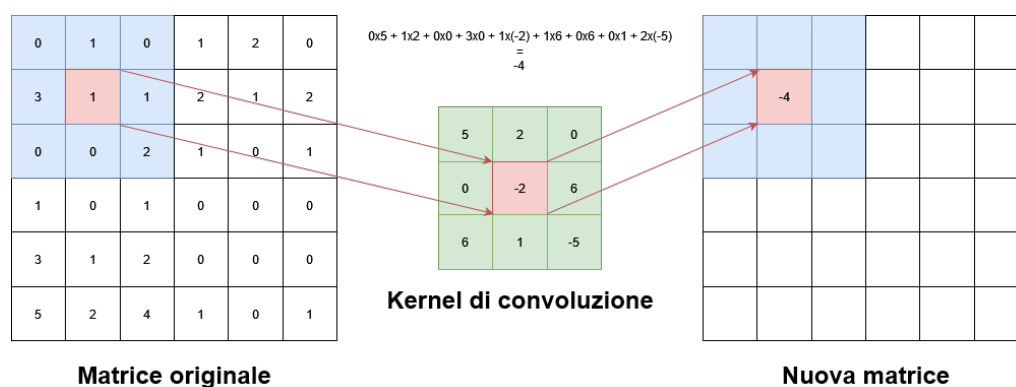 0x5 + 1x2 + 0x0 + 3x0 + 1x(-2) + 1x6 + 0x6 + 0x1 + 2x(-5)
=
-4
0 1 0 1 2 0
3 1 1 2 1 2
0 0 2 1 0 1
1 0 1 0 0 0
3 1 2 0 0 0
5 2 4 1 0 1
Matrice originale
5 2 0
0 -2 6
6 1 -5
Kernel di convoluzione
-4
Nuova matrice